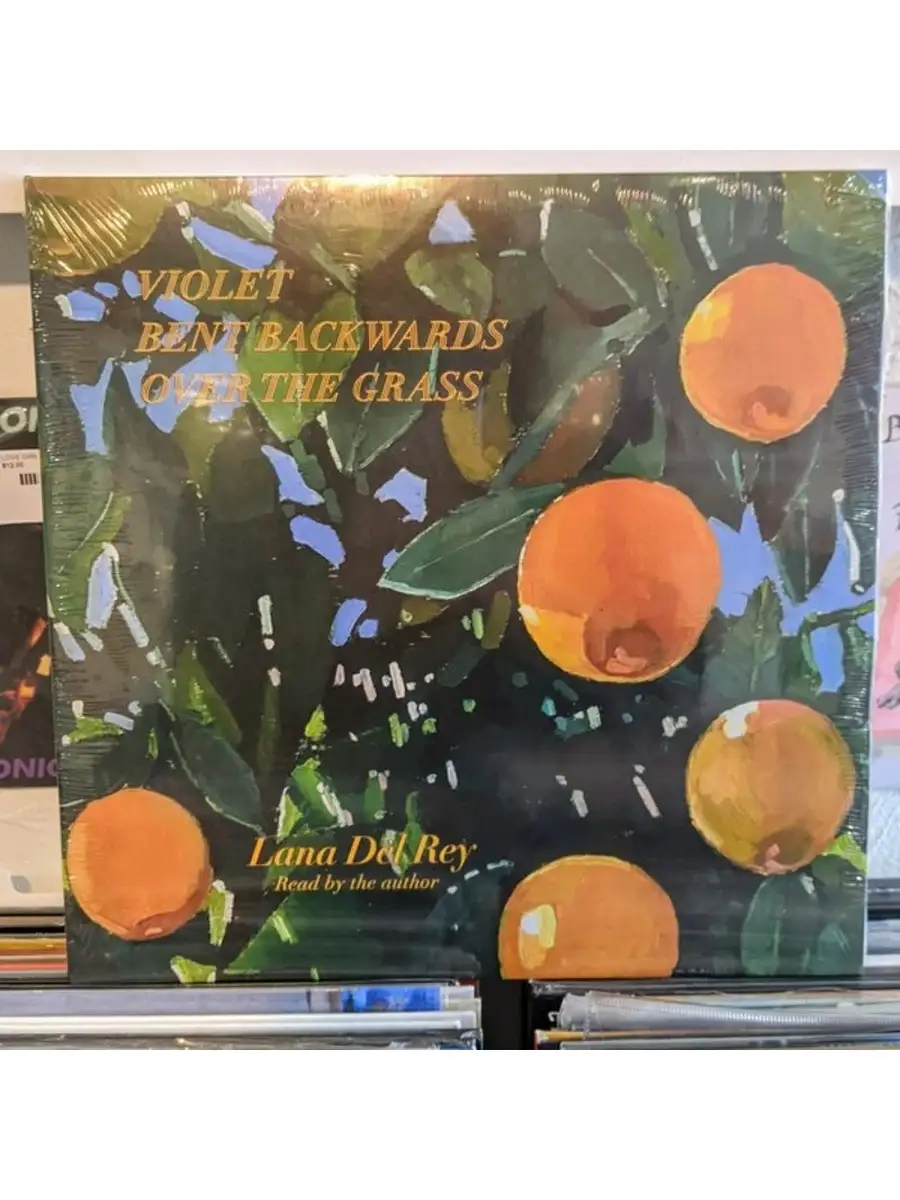 VIOLET
BENT BACKWARDS
OVER THE GRASS
Lana Del Rey
Read by the author